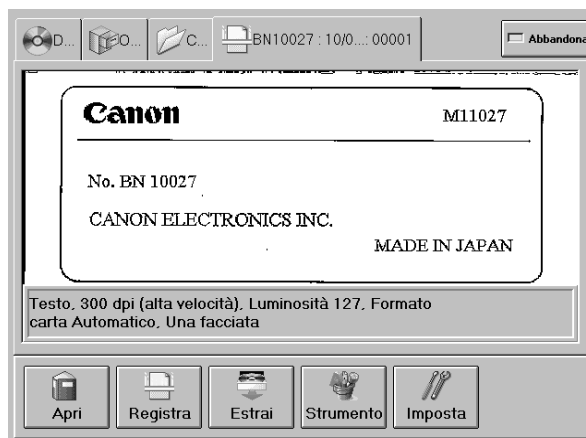 D...
O...
C...
BN10027 : 10/0...: 00001
Abbandona
Canon
M11027
No. BN 10027
CANON ELECTRONICS INC.
MADE IN JAPAN
Testo, 300 dpi (alta velocità), Luminosità 127, Formato
carta Automatico, Una facciata
Apri
Registra
Estrai
Strumento
Imposta